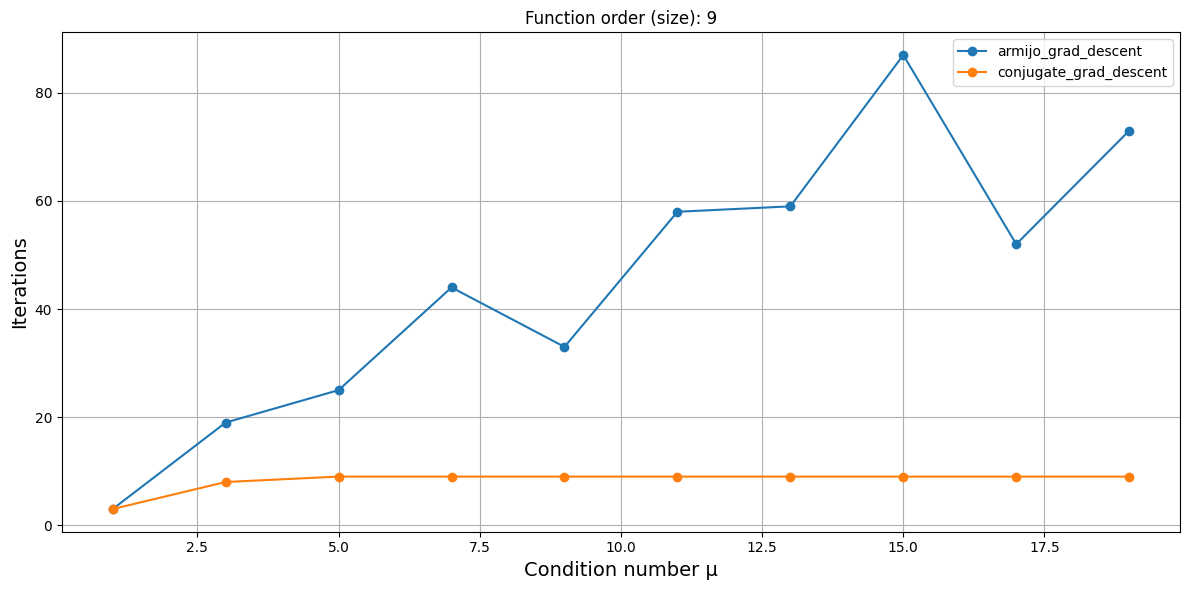 Function order (size): 9
armijo_grad_descent
conjugate_grad_descent
80
60
40
20
0
Iterations
2.5 5.0 7.5 10.0 12.5 15.0 17.5
Condition number μ